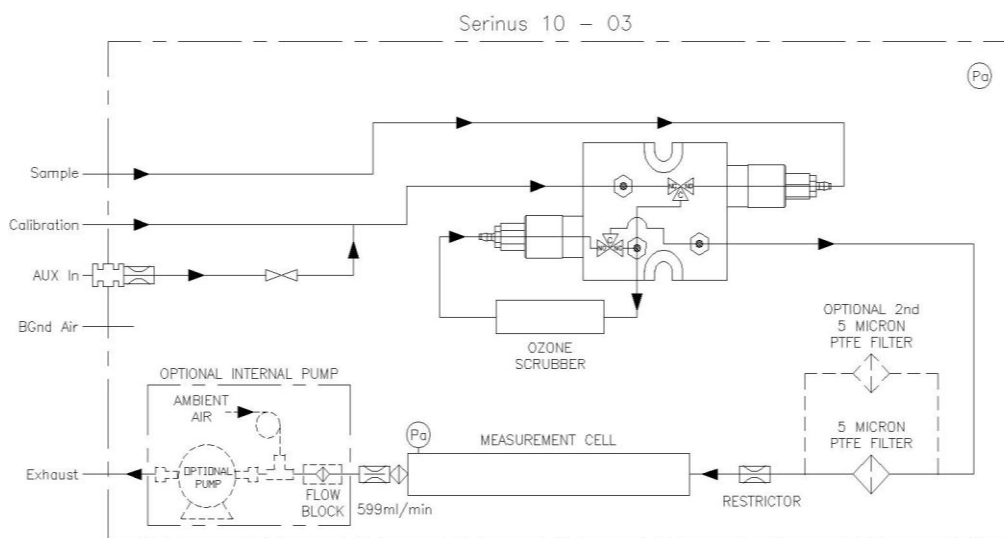 Serinus 10 - O3
Pa
Sample
Calibration
AUX In
BGnd Air
OZONE
SCRUBBER
OPTIONAL 2nd
5 MICRON
PTFE FILTER
OPTIONAL INTERNAL PUMP
AMBIENT
AIR
Pa
MEASUREMENT CELL
5 MICRON
PTFE FILTER
Exhaust
OPTIONAL
PUMP
FLOW
BLOCK
599ml/min
RESTRICTOR